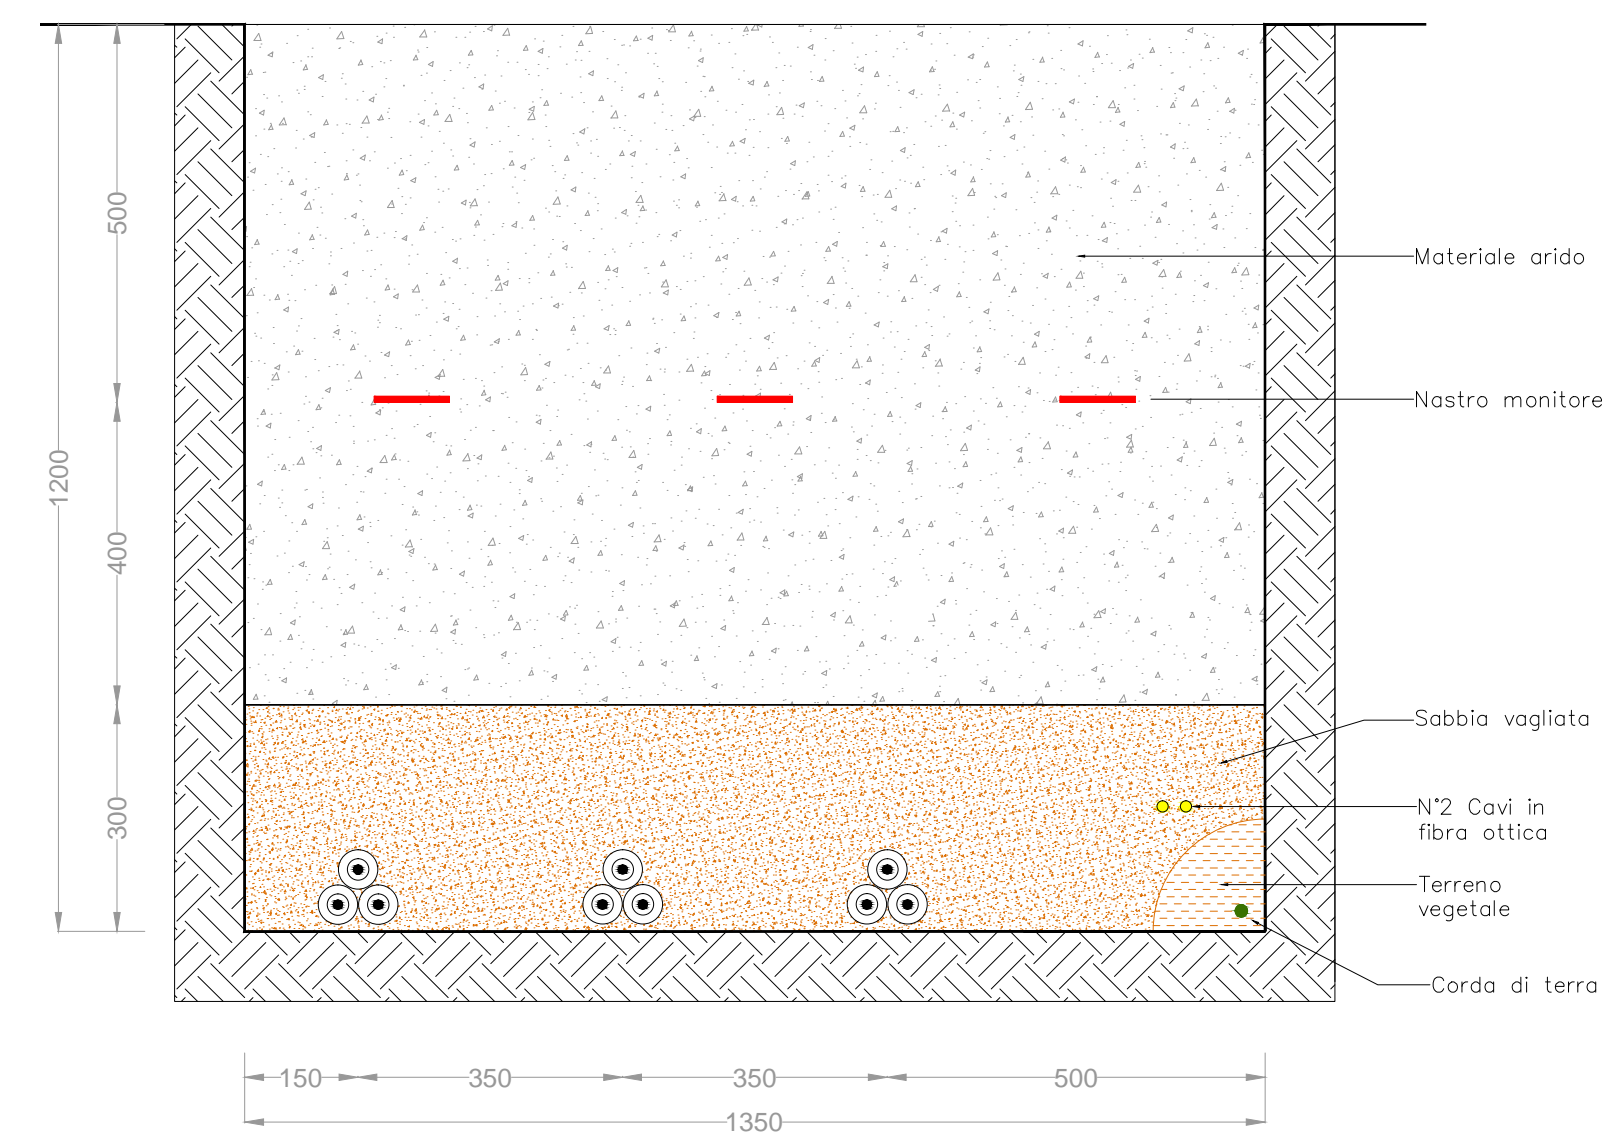 500
1200
400
300
Materiale arido
Nastro monitore
Sabbia vagliata
N°2 Cavi in
fibra ottica
Terreno
vegetale
Corda di terra
150
350
350
500
1350